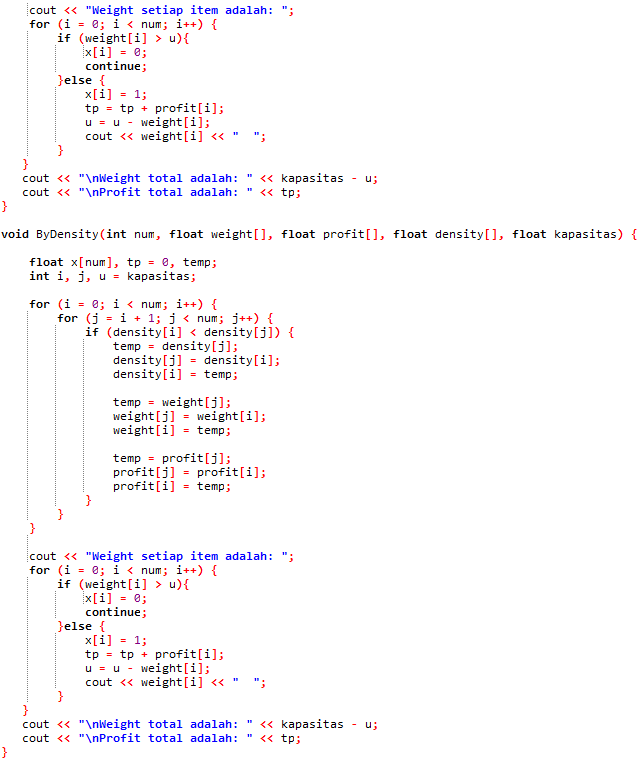 cout << "Weight setiap item adalah: ";
    for (i = 0; i < num; i++) {
        if (weight[i] > u){
            x[i] = 0;
            continue;
        }else {
            x[i] = 1;
            tp = tp + profit[i];
            u = u - weight[i];
            cout << weight[i] << "  ";
        }
   }
   cout << "\nWeight total adalah: " << kapasitas - u;
   cout << "\nProfit total adalah: " << tp;
}

void ByDensity(int num, float weight[], float profit[], float density[], float kapasitas) {

    float x[num], tp = 0, temp;
    int i, j, u = kapasitas;

    for (i = 0; i < num; i++) {
        for (j = i + 1; j < num; j++) {
            if (density[i] < density[j]) {
                temp = density[j];
                density[j] = density[i];
                density[i] = temp;

                temp = weight[j];
                weight[j] = weight[i];
                weight[i] = temp;

                temp = profit[j];
                profit[j] = profit[i];
                profit[i] = temp;
            }
        }
    }

    cout << "Weight setiap item adalah: ";
    for (i = 0; i < num; i++) {
        if (weight[i] > u){
            x[i] = 0;
            continue;
        }else {
            x[i] = 1;
            tp = tp + profit[i];
            u = u - weight[i];
            cout << weight[i] << "  ";
        }
   }
   cout << "\nWeight total adalah: " << kapasitas - u;
   cout << "\nProfit total adalah: " << tp;
}